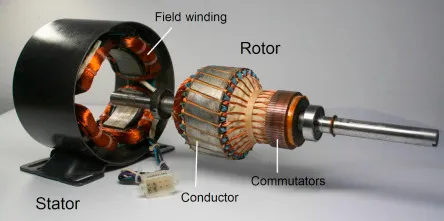 Field winding
Rotor
Conductor
Commutators
Stator